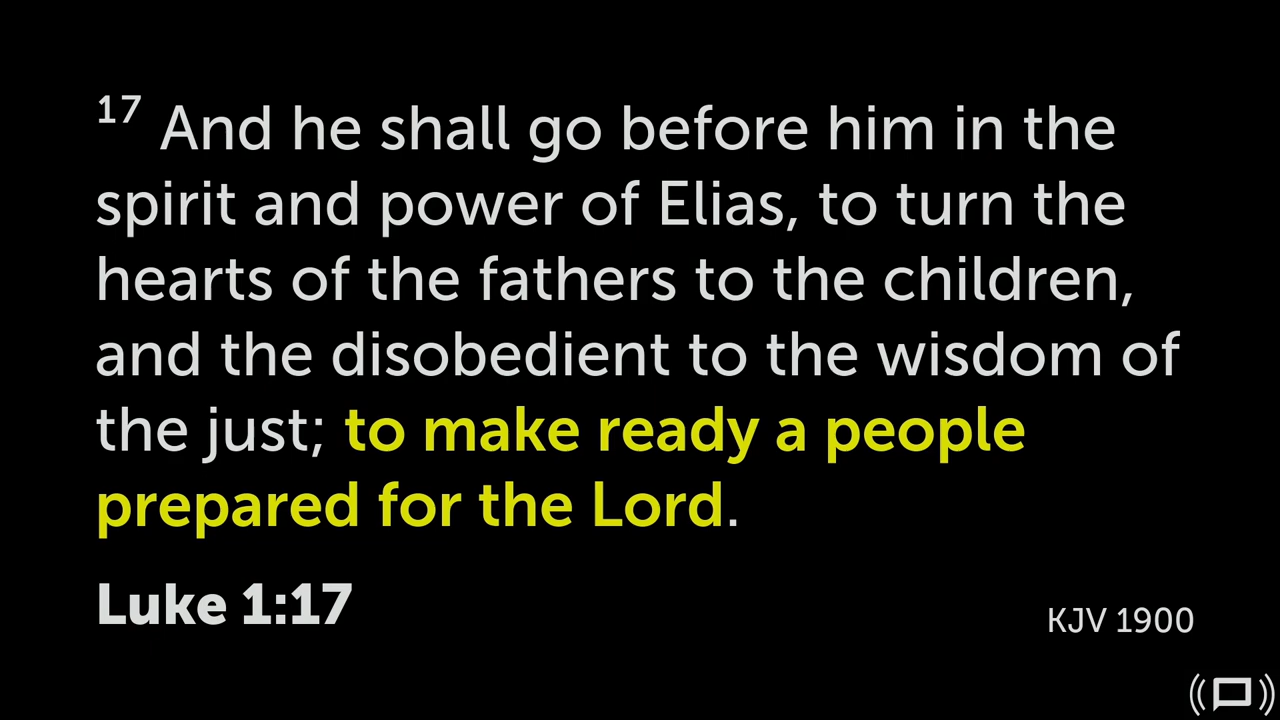 17 And he shall go before him in the
spirit and power of Elias, to turn the
hearts of the fathers to the children,
and the disobedient to the wisdom of
the just; to make ready a people
prepared for the Lord.
Luke 1:17
KJV 1900